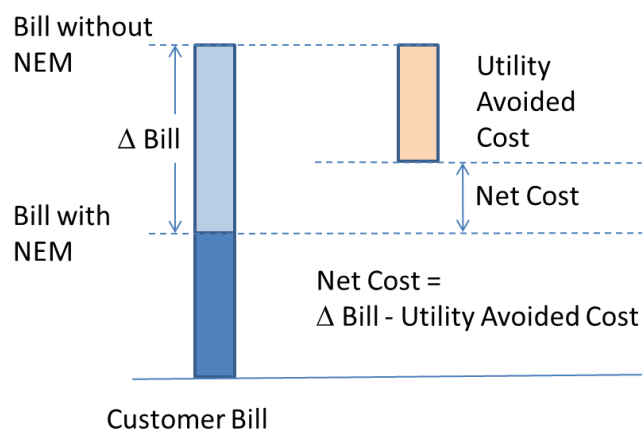 Bill without
NEM
Utility
Avoided
Cost
Δ Bill
Net Cost
Bill with
NEM
Net Cost =
Δ Bill - Utility Avoided Cost
Customer Bill